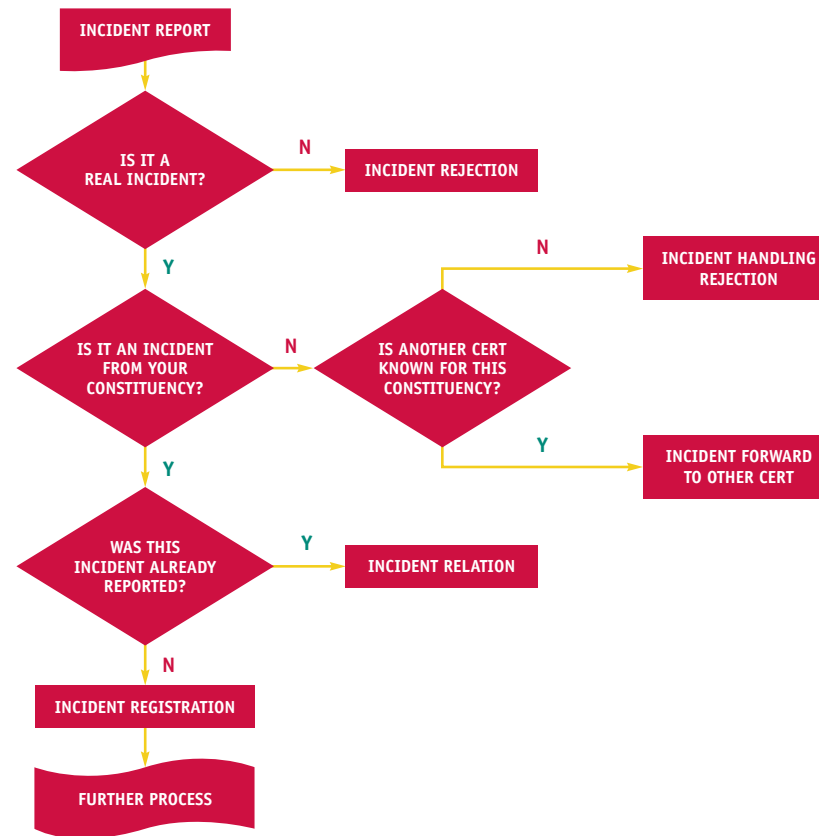 INCIDENT REPORT
IS IT A
REAL INCIDENT?
N
INCIDENT REJECTION
Y
IS IT AN INCIDENT
FROM YOUR
CONSTITUENCY?
N
IS ANOTHER CERT
KNOWN FOR THIS
CONSTITUENCY?
N
INCIDENT HANDLING
REJECTION
Y
INCIDENT FORWARD
TO OTHER CERT
Y
WAS THIS
INCIDENT ALREADY
REPORTED?
Y
INCIDENT RELATION
N
INCIDENT REGISTRATION
FURTHER PROCESS